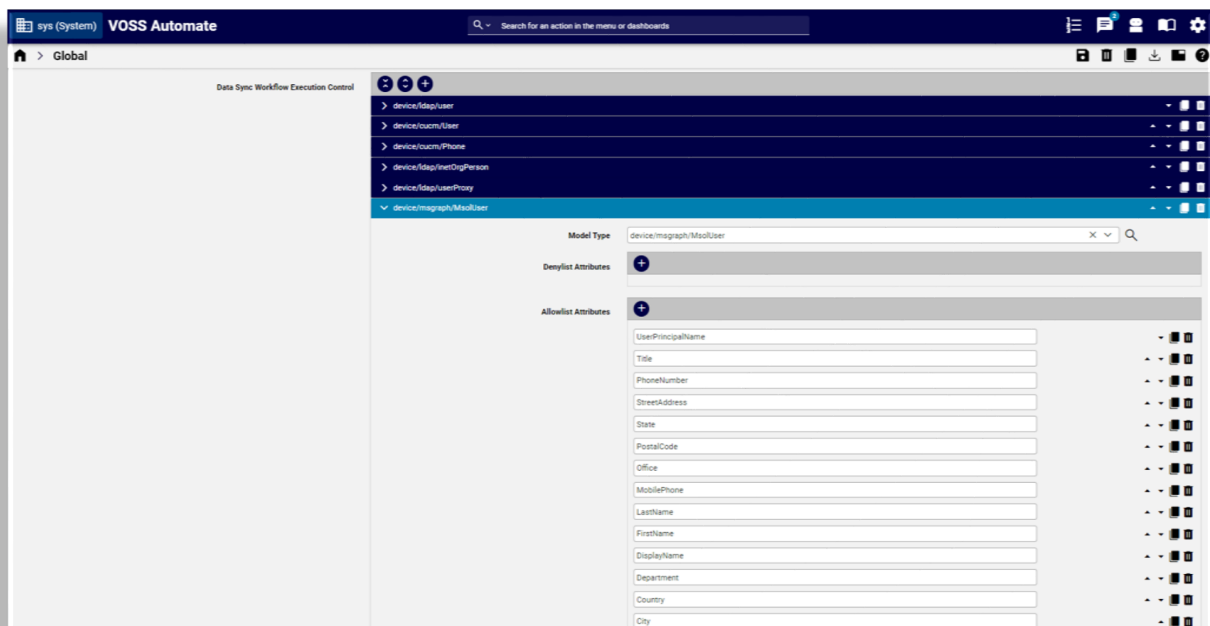 sys (System) VOSS Automate Search for an action in the menu or dashboards 2
> Global
Data Sync Workflow Execution Control
device/ldap/user
device/cucm/User
device/cucm/Phone
device/ldap/inetOrgPerson
device/ldap/userProxy
device/msgraph/MsolUser
Model Type device/msgraph/MsolUser
Denylist Attributes
Allowlist Attributes
UserPrincipalName
Title
PhoneNumber
StreetAddress
State
PostalCode
Office
MobilePhone
LastName
FirstName
DisplayName
Department
Country
City